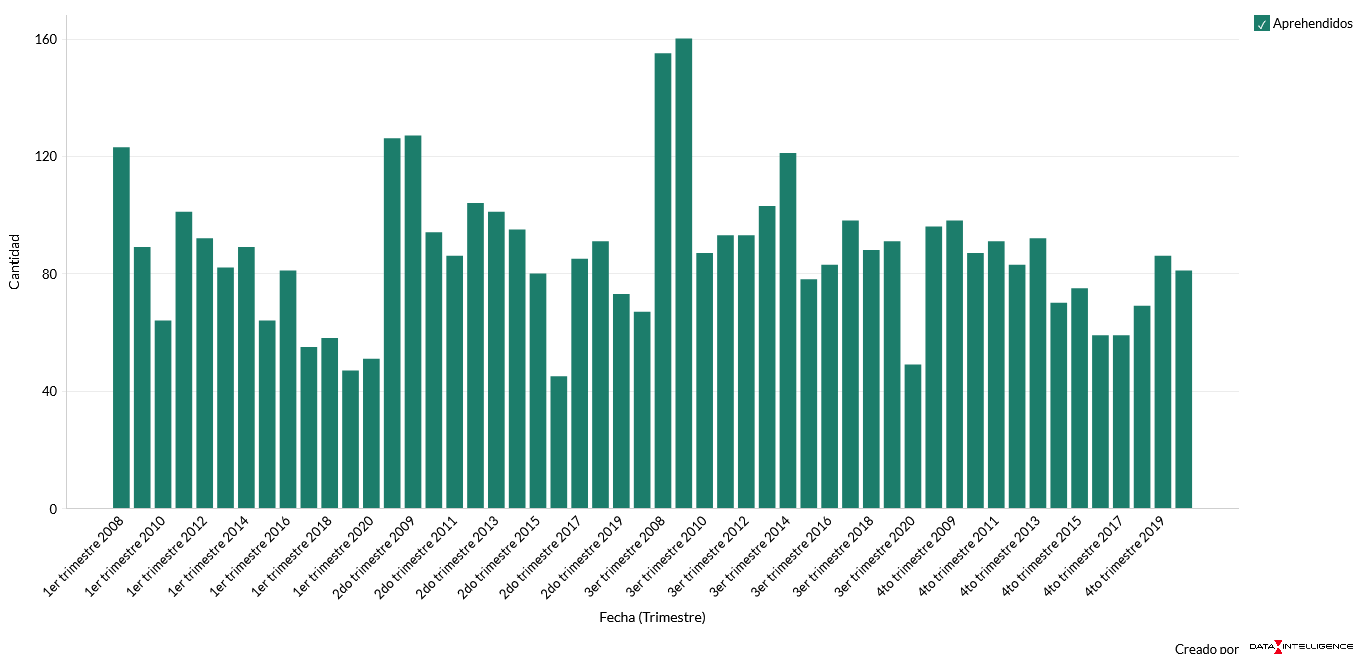 Aprehendidos
Cantidad
160
120
80
40
0
1er trimestre 2008
1er trimestre 2010
1er trimestre 2012
1er trimestre 2014
1er trimestre 2016
1er trimestre 2018
1er trimestre 2020
2do trimestre 2009
2do trimestre 2011
2do trimestre 2013
2do trimestre 2015
2do trimestre 2017
2do trimestre 2019
3er trimestre 2008
3er trimestre 2010
3er trimestre 2012
3er trimestre 2014
3er trimestre 2016
3er trimestre 2018
3er trimestre 2020
4to trimestre 2009
4to trimestre 2011
4to trimestre 2013
4to trimestre 2015
4to trimestre 2017
4to trimestre 2019
Fecha (Trimestre)
Creado por DATA INTELLIGENCE